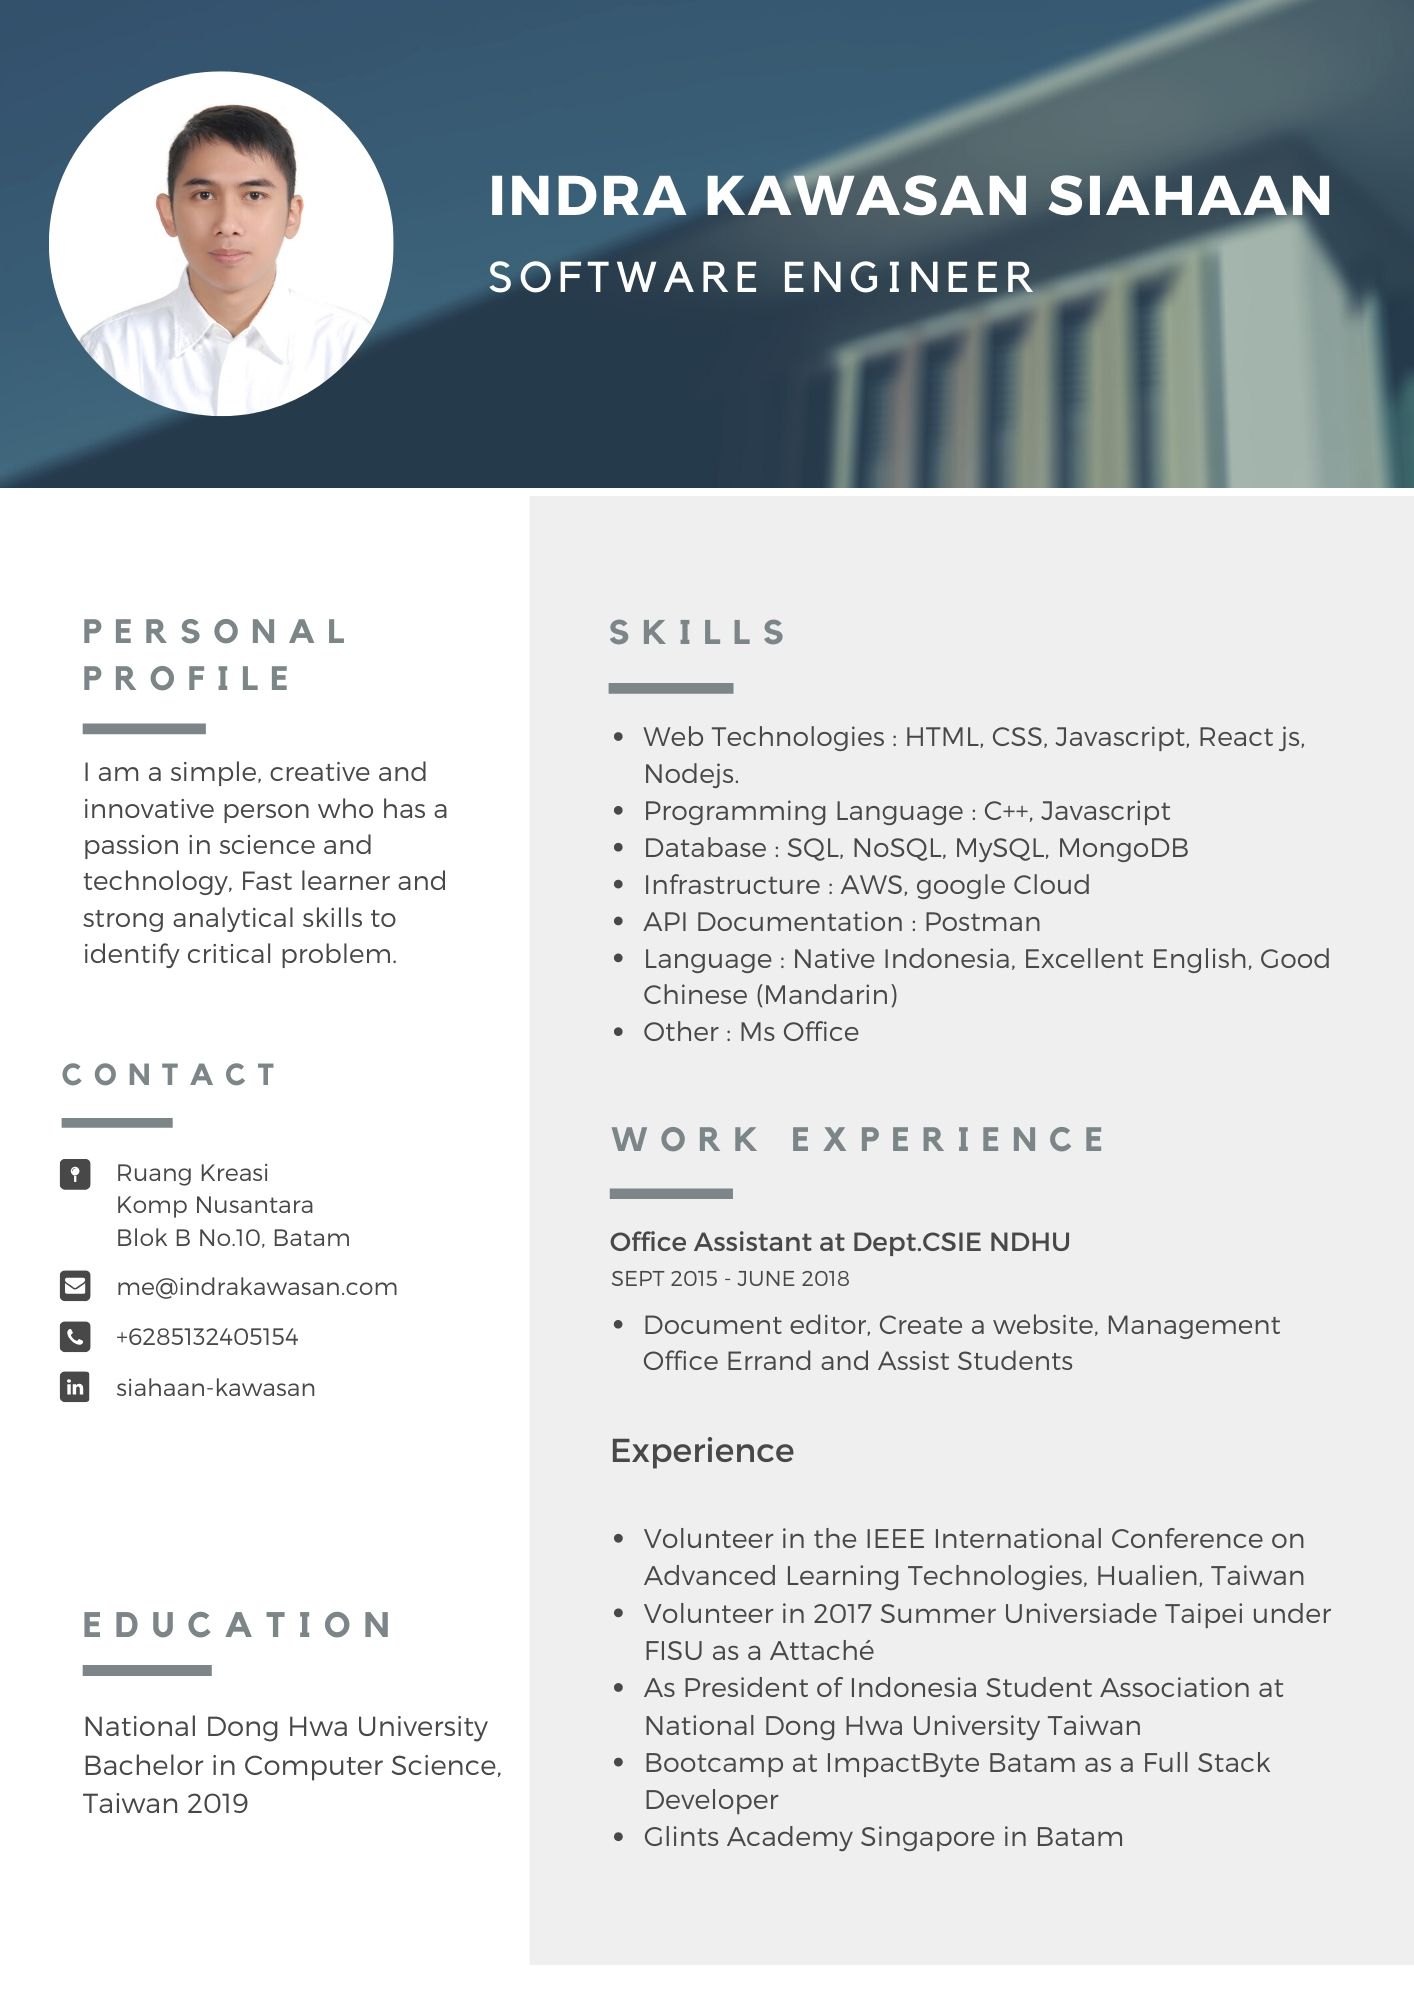 INDRA KAWASAN SIAHAAN
SOFTWARE ENGINEER
PERSONAL
PROFILE
I am a simple, creative and
innovative person who has a
passion in science and
technology, Fast learner and
strong analytical skills to
identify critical problem.
CONTACT
Ruang Kreasi
Komp Nusantara
Blok B No.10, Batam
me@indrakawasan.com
+6285132405154
in siahaan-kawasan
EDUCATION
National Dong Hwa University
Bachelor in Computer Science,
Taiwan 2019
SKILLS
• Web Technologies : HTML, CSS, Javascript, React js,
Nodejs.
• Programming Language : C++, Javascript
• Database : SQL, NoSQL, MySQL, MongoDB
• Infrastructure : AWS, google Cloud
• API Documentation : Postman
• Language : Native Indonesia, Excellent English, Good
Chinese (Mandarin)
• Other : Ms Office
WORK EXPERIENCE
Office Assistant at Dept.CSIE NDHU
SEPT 2015 - JUNE 2018
• Document editor, Create a website, Management
Office Errand and Assist Students
Experience
• Volunteer in the IEEE International Conference on
Advanced Learning Technologies, Hualien, Taiwan
• Volunteer in 2017 Summer Universiade Taipei under
FISU as a Attaché
• As President of Indonesia Student Association at
National Dong Hwa University Taiwan
• Bootcamp at ImpactByte Batam as a Full Stack
Developer
• Glints Academy Singapore in Batam